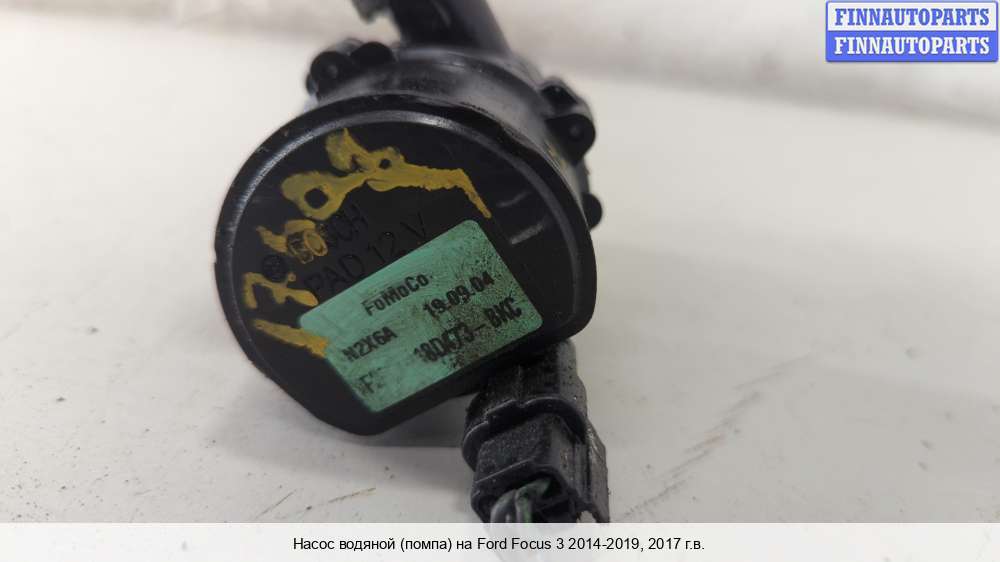 FINNAUTOPARTS
FINNAUTOPARTS
BOSCH
PAD 12 V
FoMoCo
N2X6A 19.09.04
18D473-BKC
Насос водяной (помпа) на Ford Focus 3 2014-2019, 2017 г.в.